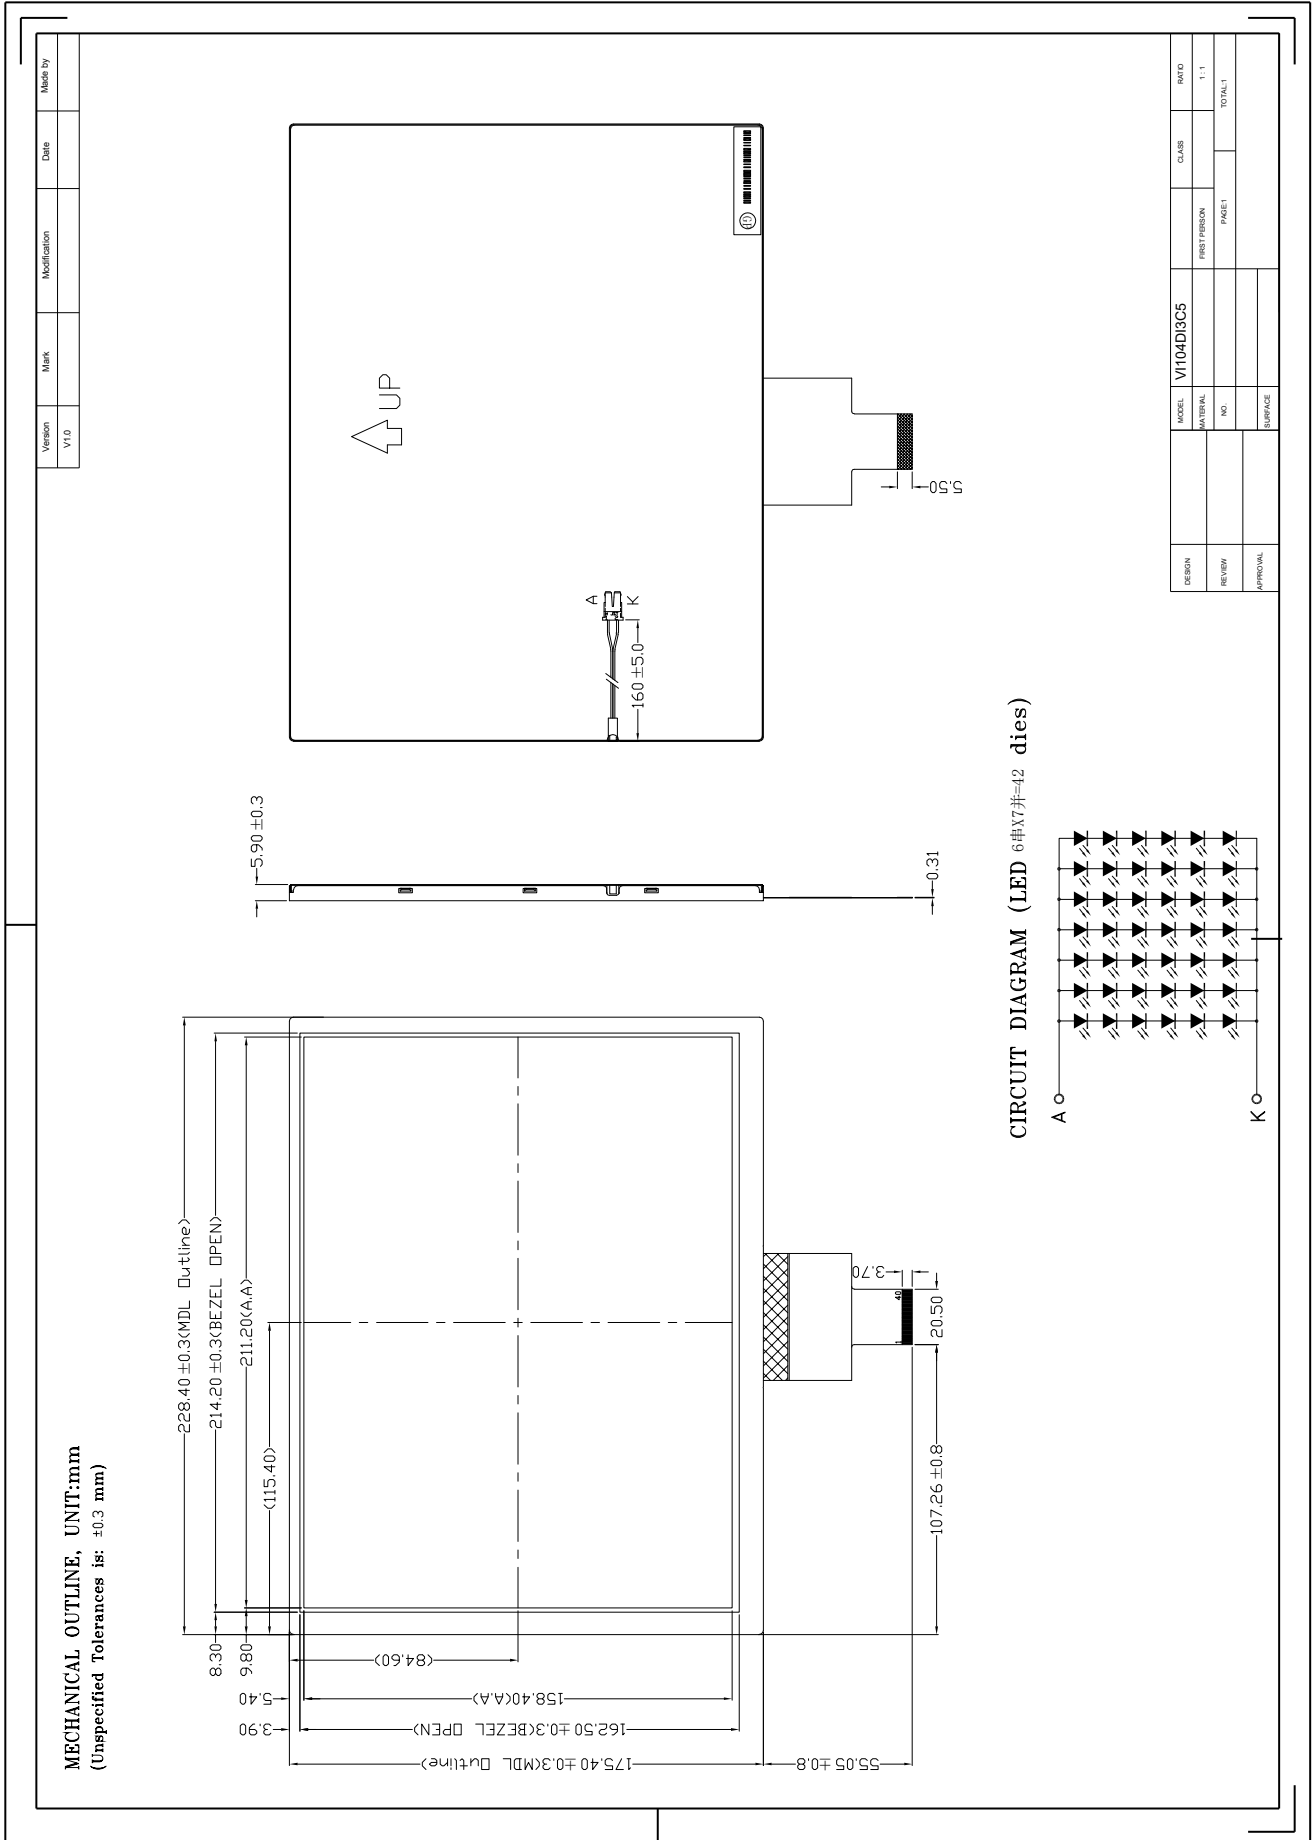 MECHANICAL OUTLINE, UNIT:mm
(Unspecified Tolerances is: ±0.3 mm)
Version
Mark
Modification
Date
Made by
V1.0
228.40 ±0.3(MDL Outline)
214.20 ±0.3(BEZEL OPEN)
211.20(A.A)
(115.40)
8.30
9.80
5.40
3.90
(84.60)
158.40(A.A)
162.50±0.3(BEZEL OPEN)
175.40±0.3(MDL Outline)
55.05±0.8
107.26 ±0.8
20.50
3.70
1
40
5.90 ±0.3
0.31
UP
A
K
160 ±5.0
5.50
CIRCUIT DIAGRAM (LED 6串X7并=42 dies)
A
K
DESIGN
REVIEW
APPROVAL
MODEL
VI104DI3C5
CLASS
RATIO
MATERIAL
FIRST PERSON
1 : 1
NO.
PAGE:1
TOTAL:1
SURFACE